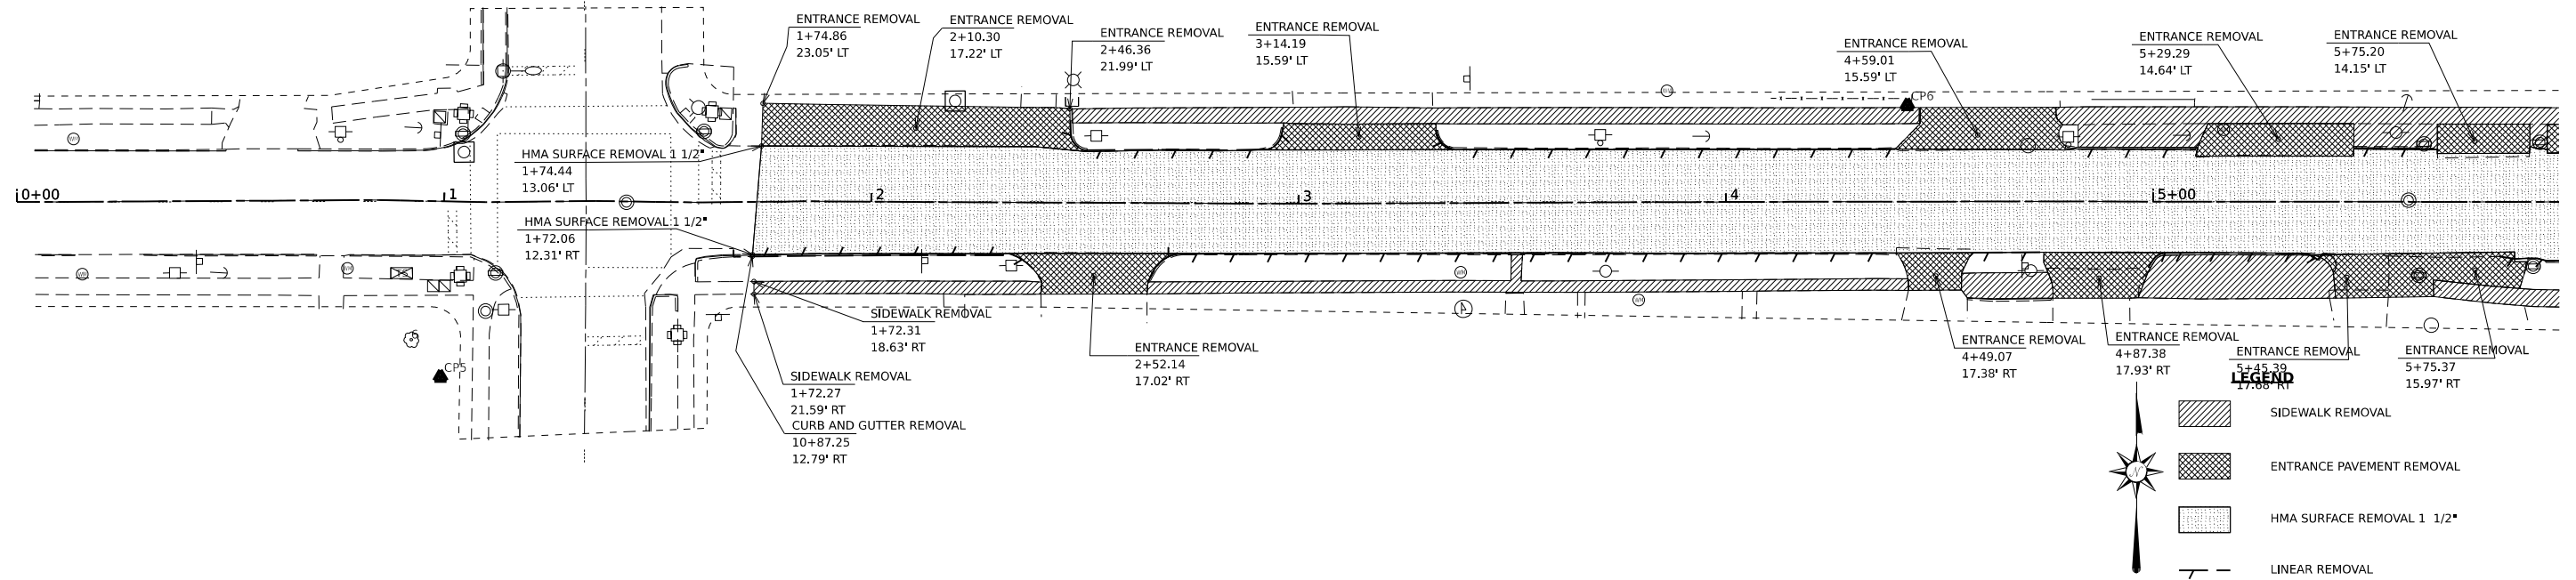 ENTRANCE REMOVAL
1+74.86
23.05' LT
ENTRANCE REMOVAL
2+10.30
17.22' LT
ENTRANCE REMOVAL
2+46.36
21.99' LT
ENTRANCE REMOVAL
3+14.19
15.59' LT
ENTRANCE REMOVAL
4+59.01
15.59' LT
ENTRANCE REMOVAL
5+29.29
14.64' LT
ENTRANCE REMOVAL
5+75.20
14.15' LT
CP6
HMA SURFACE REMOVAL 1 1/2"
1+74.44
13.06' LT
0+00
1
2
3
4
5+00
HMA SURFACE REMOVAL 1 1/2"
1+72.06
12.31' RT
SIDEWALK REMOVAL
1+72.31
18.63' RT
ENTRANCE REMOVAL
2+52.14
17.02' RT
ENTRANCE REMOVAL
4+49.07
17.38' RT
ENTRANCE REMOVAL
4+87.38
17.93' RT
ENTRANCE REMOVAL
5+45.39
17.68' RT
ENTRANCE REMOVAL
5+75.37
15.97' RT
6
CP5
SIDEWALK REMOVAL
1+72.27
21.59' RT
CURB AND GUTTER REMOVAL
10+87.25
12.79' RT
LEGEND
SIDEWALK REMOVAL
ENTRANCE PAVEMENT REMOVAL
N
HMA SURFACE REMOVAL 1 1/2"
LINEAR REMOVAL